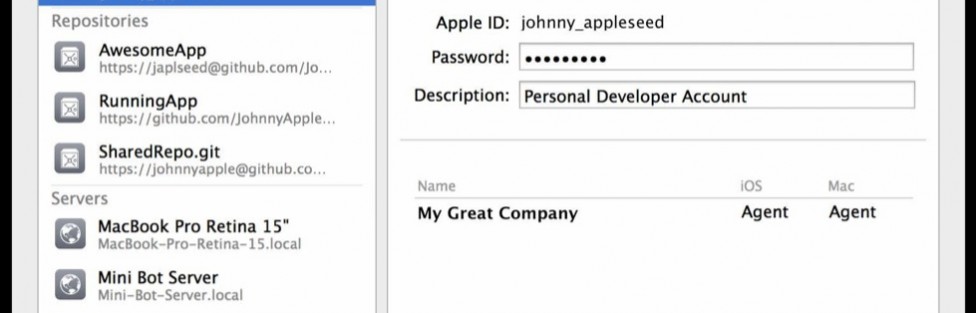 Repositories
AwesomeApp
https://japlseed@github.com/Jo...
RunningApp
https://github.com/JohnnyApple...
SharedRepo.git
https://johnnyapple@github.co...
Servers
MacBook Pro Retina 15"
MacBook-Pro-Retina-15.local
Mini Bot Server
Mini-Bot-Server.local
Apple ID: johnny_appleseed
Password: •••••••••
Description: Personal Developer Account
Name iOS Mac
My Great Company Agent Agent